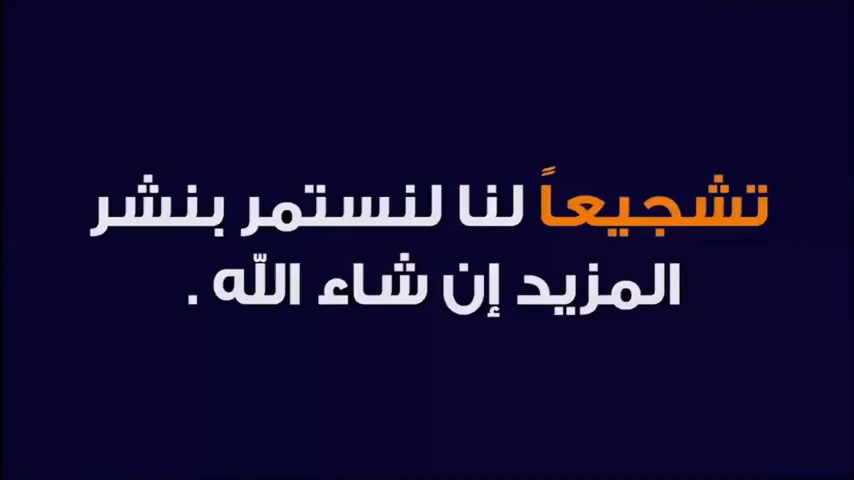 تشجيعاً لنا لنستمر بنشر
المزيد إن شاء الله .